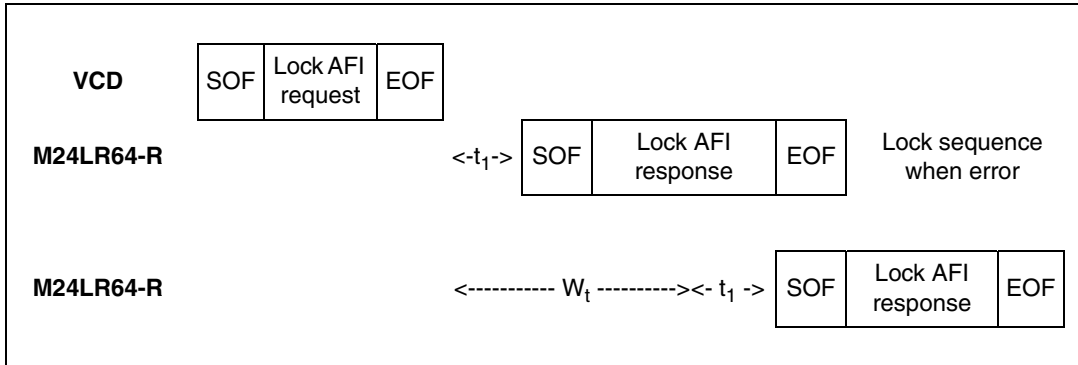 VCD SOF Lock AFI request EOF
M24LR64-R <-t1-> SOF Lock AFI response EOF Lock sequence when error
M24LR64-R <----------- Wt ----------><- t1 -> SOF Lock AFI response EOF